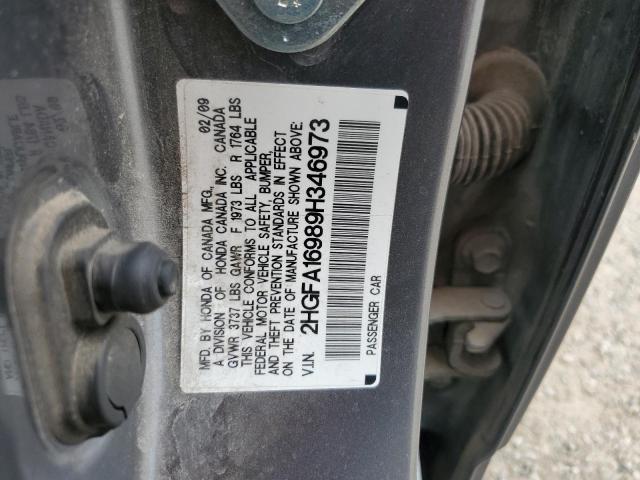 MFD. BY HONDA OF CANADA MFG. 02/09
A DIVISION OF HONDA CANADA INC. CANADA
GVWR 3737 LBS GAWR F 1973 LBS R 1764 LBS
THIS VEHICLE CONFORMS TO ALL APPLICABLE
FEDERAL MOTOR VEHICLE SAFETY, BUMPER,
AND THEFT PREVENTION STANDARDS IN EFFECT
ON THE DATE OF MANUFACTURE SHOWN ABOVE:
V.I.N. 2HGFA16989H346973
PASSENGER CAR